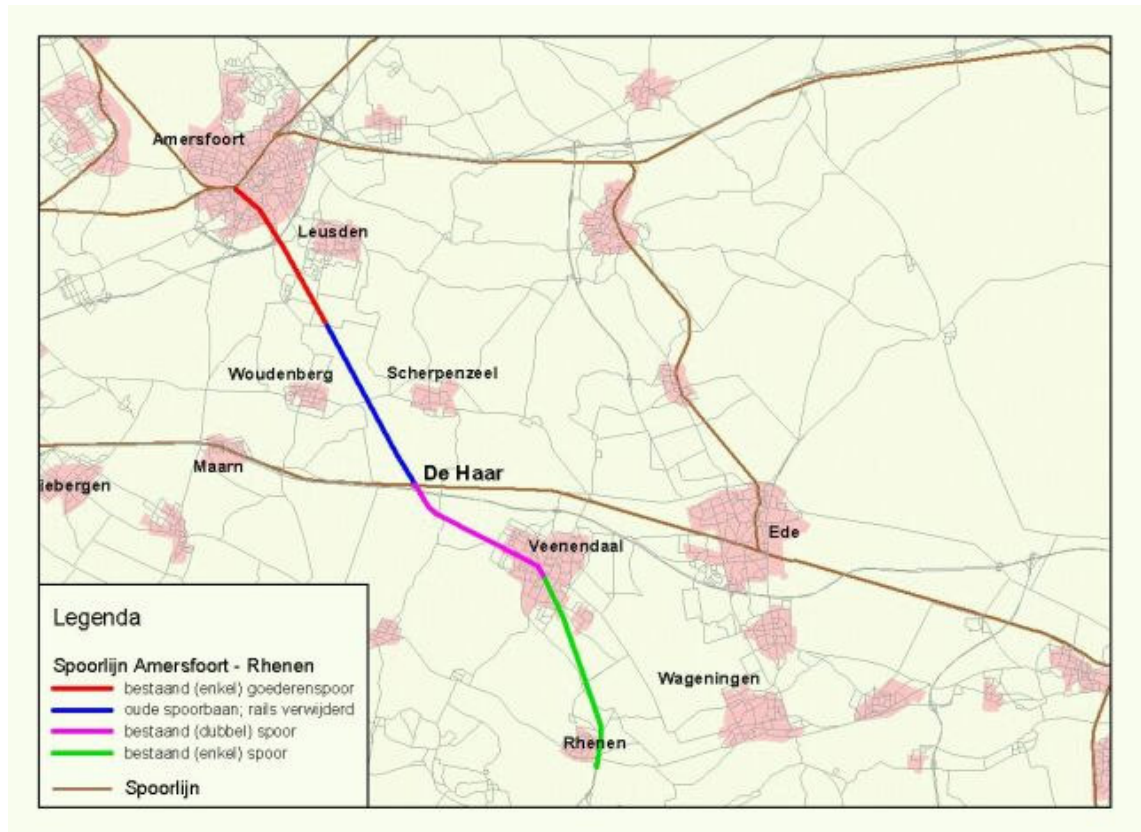 Amersfoort
Leusden
Woudenberg
Scherpenzeel
Maarn
De Haar
iebergen
Ede
Veenendaal
Wageningen
Rhenen
Legenda
Spoorlijn Amersfoort - Rhenen
bestaand (enkel) goederenspoor
oude spoorbaan; rails verwijderd
bestaand (dubbel) spoor
bestaand (enkel) spoor
Spoorlijn